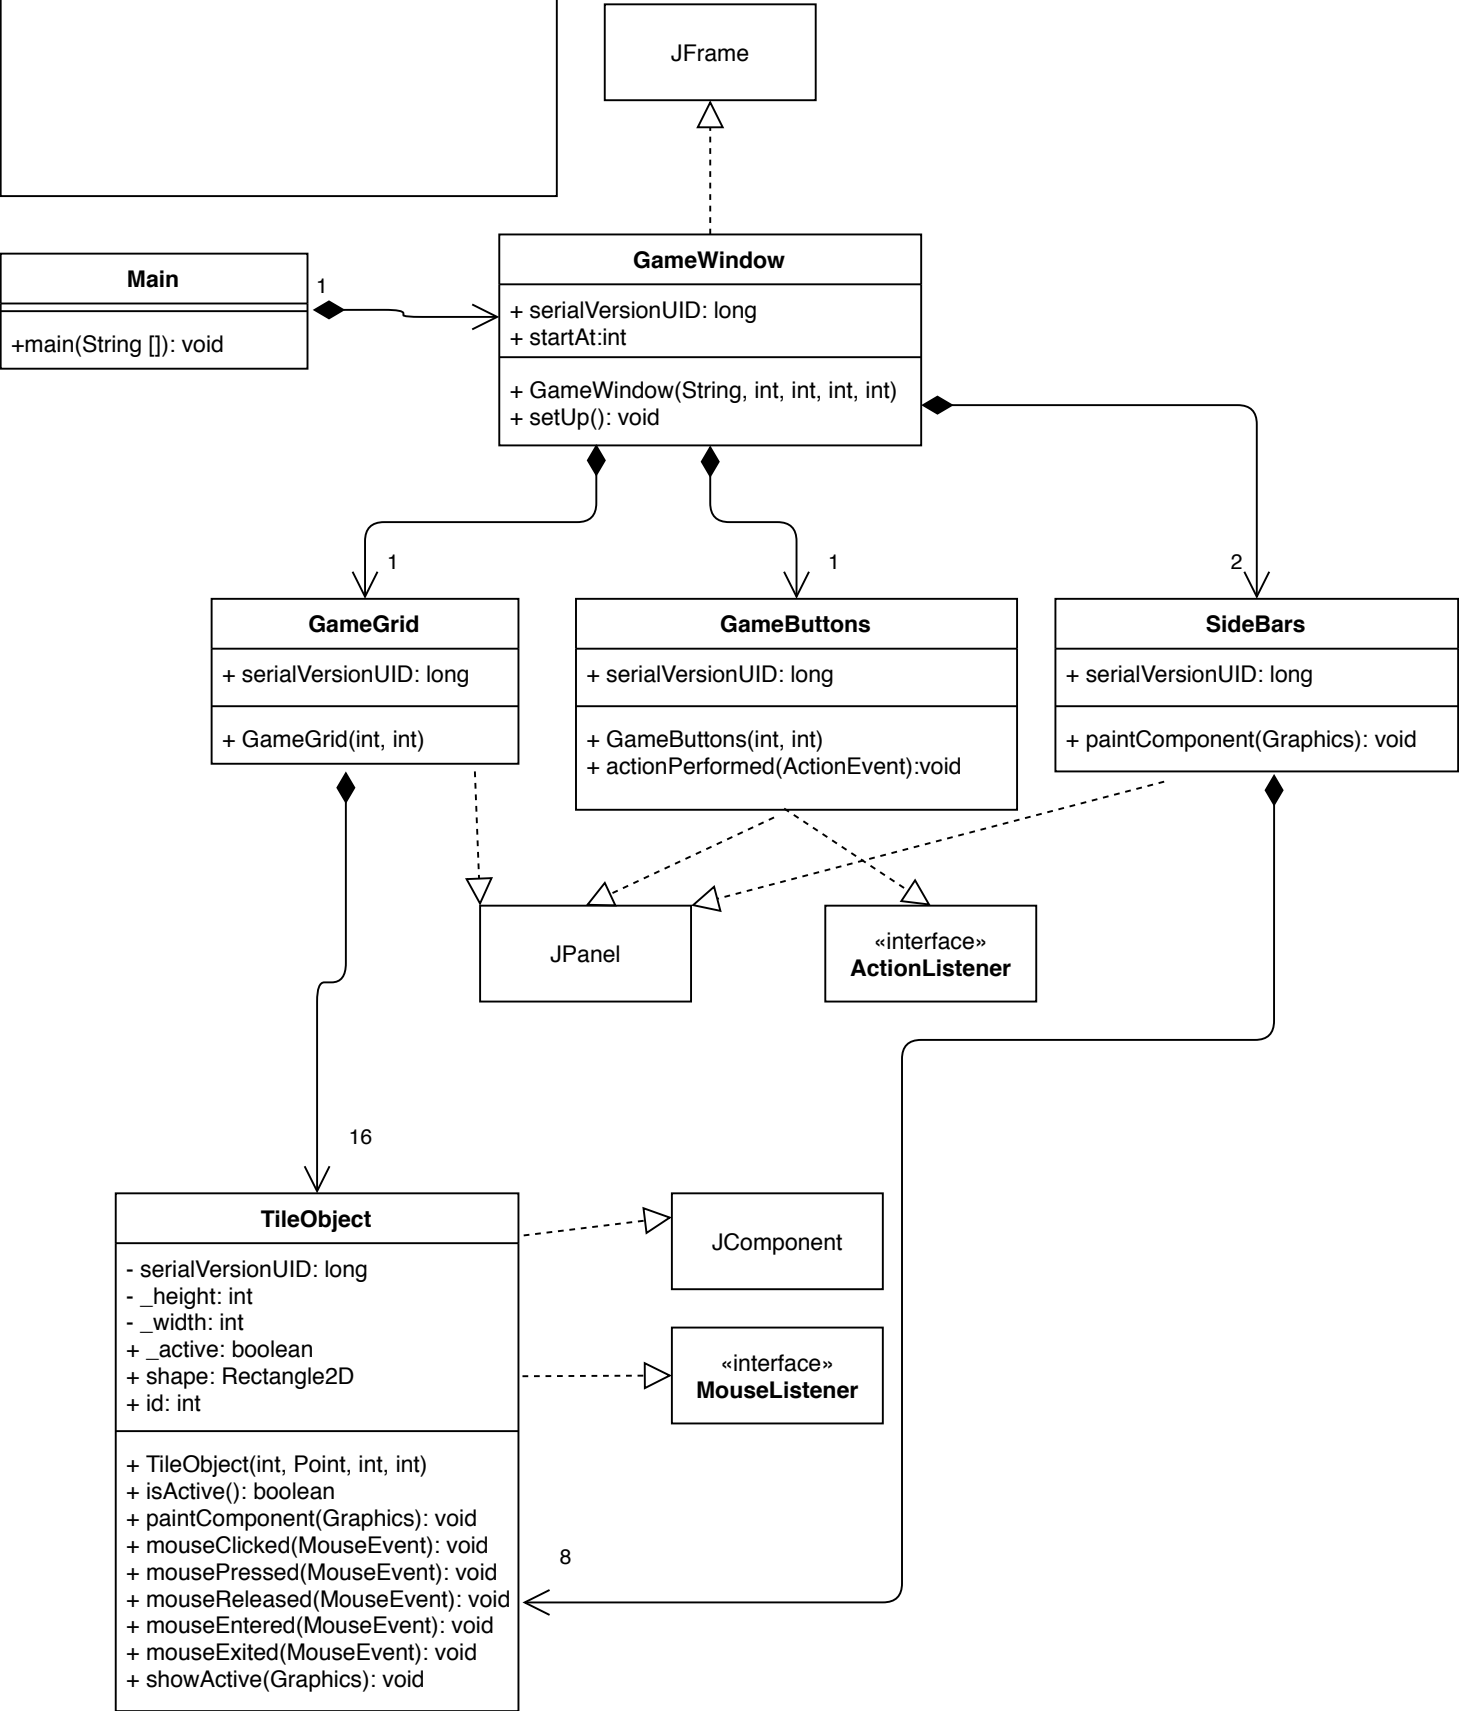 JFrame
Main
1
+main(String []): void
GameWindow
+ serialVersionUID: long
+ startAt:int
+ GameWindow(String, int, int, int, int)
+ setUp(): void
1
1
2
GameGrid
+ serialVersionUID: long
+ GameGrid(int, int)
GameButtons
+ serialVersionUID: long
+ GameButtons(int, int)
+ actionPerformed(ActionEvent):void
SideBars
+ serialVersionUID: long
+ paintComponent(Graphics): void
JPanel
«interface»
ActionListener
16
TileObject
- serialVersionUID: long
- _height: int
- _width: int
+ _active: boolean
+ shape: Rectangle2D
+ id: int
+ TileObject(int, Point, int, int)
+ isActive(): boolean
+ paintComponent(Graphics): void
+ mouseClicked(MouseEvent): void
+ mousePressed(MouseEvent): void
+ mouseReleased(MouseEvent): void
+ mouseEntered(MouseEvent): void
+ mouseExited(MouseEvent): void
+ showActive(Graphics): void
JComponent
«interface»
MouseListener
8